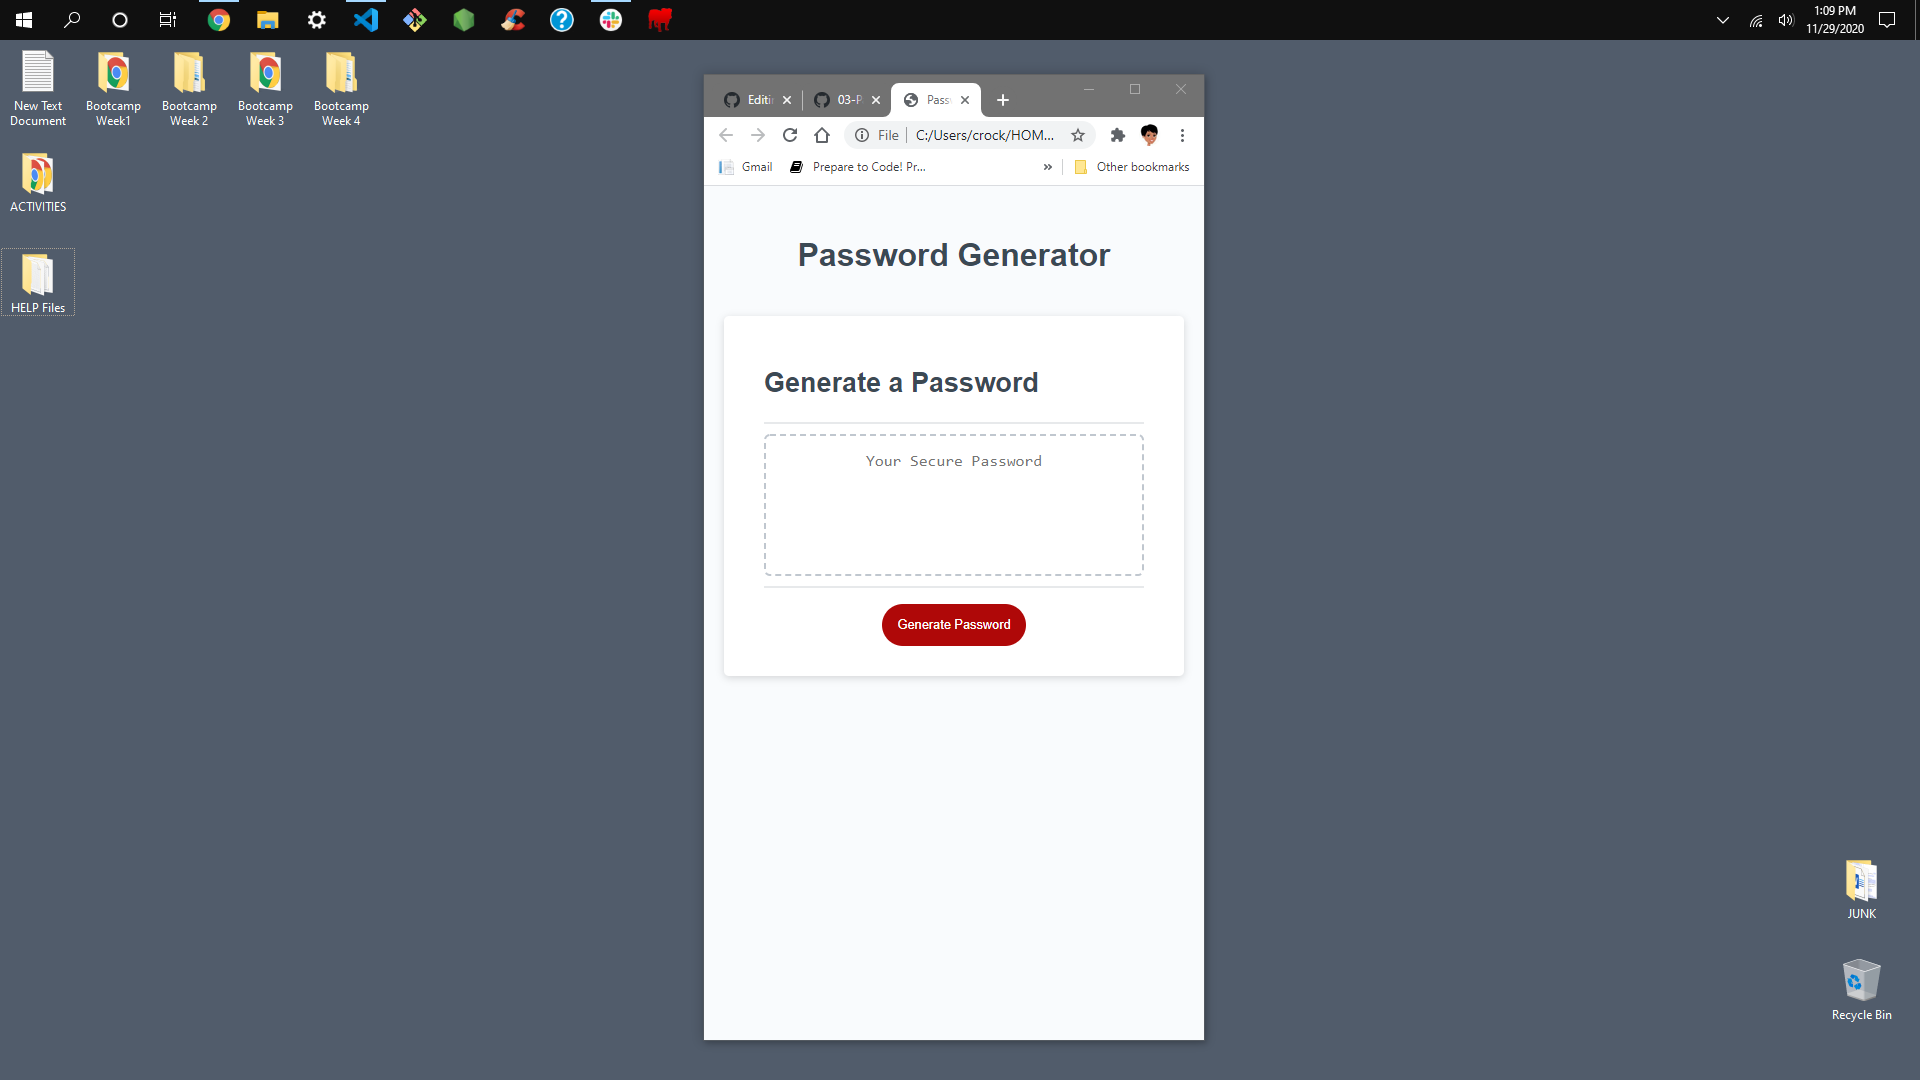 1:09 PM
11/29/2020
New Text
Document
Bootcamp
Week1
Bootcamp
Week 2
Bootcamp
Week 3
Bootcamp
Week 4
ACTIVITIES
HELP Files
Editi
03-P
Pass
File
C:/Users/crock/HOM...
Gmail
Prepare to Code! Pr...
»
Other bookmarks
Password Generator
Generate a Password
Your Secure Password
Generate Password
JUNK
Recycle Bin